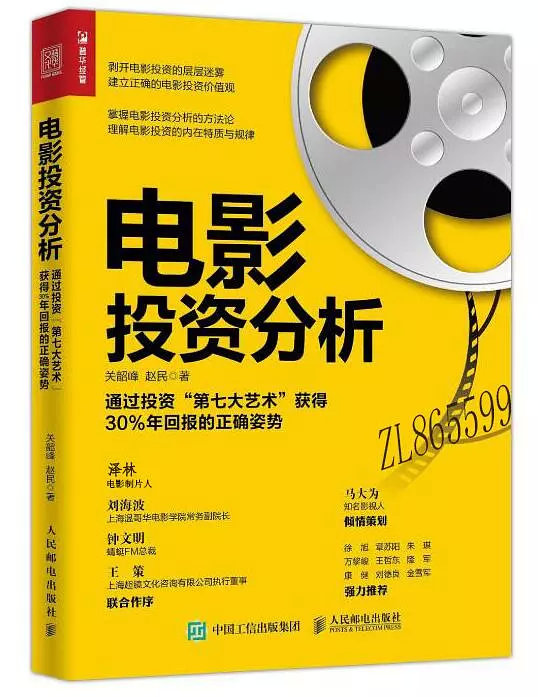 普华经管
电影投资分析
通过投资“第七大艺术”
获得30%年回报的正确姿势
关韶峰 赵民 著
人民邮电出版社
剥开电影投资的层层迷雾
建立正确的电影投资价值观
掌握电影投资分析的方法论
理解电影投资的内在特质与规律
电影
投资分析
关韶峰 赵民◎著
通过投资“第七大艺术”获得
30%年回报的正确姿势
ZL865599
泽林
电影制片人
刘海波
上海温哥华电影学院常务副院长
钟文明
蜻蜓FM总裁
王 策
上海超镜文化咨询有限公司执行董事
联合作序
马大为
知名影视人
倾情策划
徐 旭 章苏阳 朱 琪
万黎峻 王哲东 隆 军
康 健 刘德良 金雪军
强力推荐
中国工信出版集团
人民邮电出版社
POSTS & TELECOM PRESS